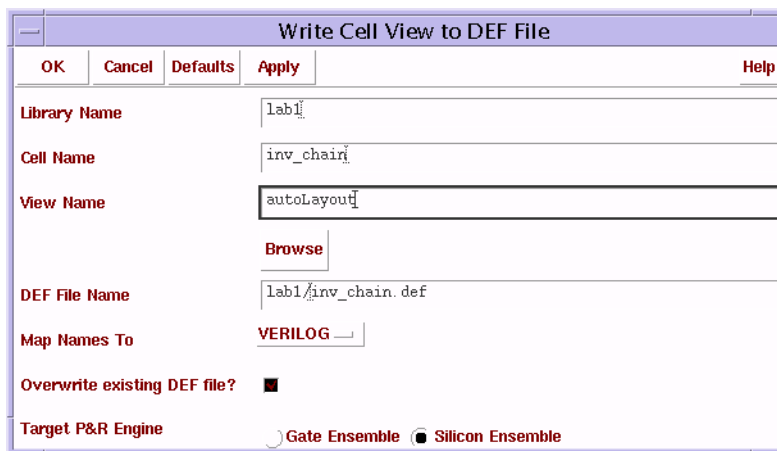 Write Cell View to DEF File
OK Cancel Defaults Apply Help
Library Name lab1
Cell Name inv_chain
View Name autoLayout
Browse
DEF File Name lab1/inv_chain.def
Map Names To VERILOG
Overwrite existing DEF file?
Target P&R Engine Gate Ensemble Silicon Ensemble